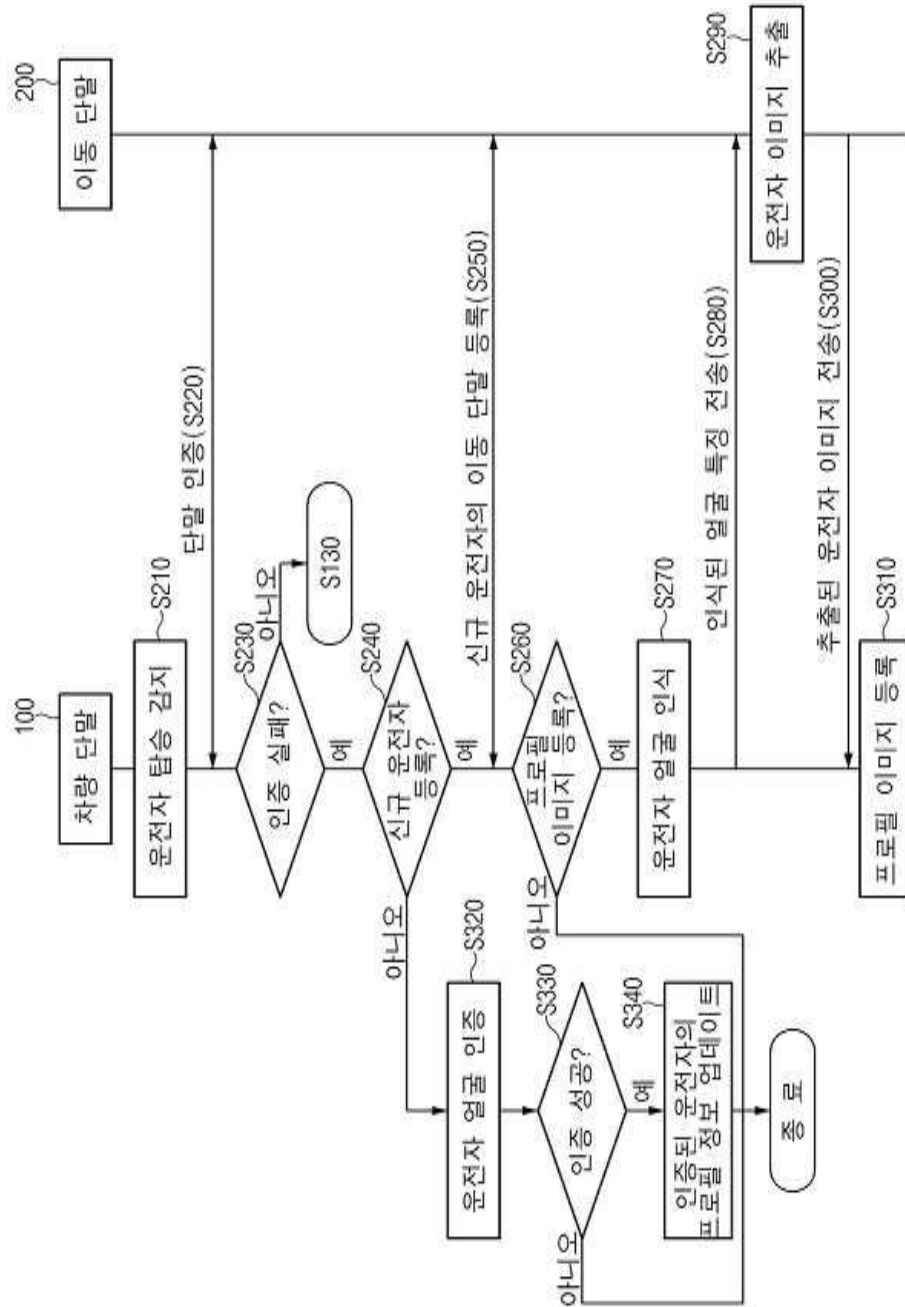 100
차량 단말
200
이동 단말
S210
운전자 탑승 감지
단말 인증(S220)
S230
인증 실패?
아니오
S130
예
S240
신규 운전자
등록?
아니오
예
신규 운전자의 이동 단말 등록(S250)
S260
프로필
이미지 등록?
아니오
예
S270
운전자 얼굴 인식
인식된 얼굴 특징 전송(S280)
S290
운전자 이미지 추출
추출된 운전자 이미지 전송(S300)
S310
프로필 이미지 등록
S320
운전자 얼굴 인증
S330
인증 성공?
아니오
예
S340
인증된 운전자의
프로필 정보 업데이트
종 료